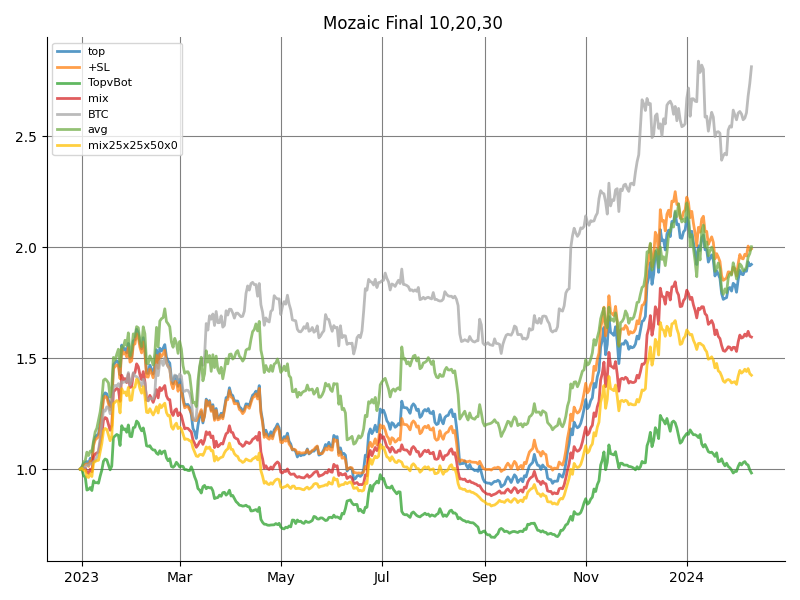 Mozaic Final 10,20,30
top
+SL
TopvBot
mix
BTC
avg
mix25x25x50x0
2.5
2.0
1.5
1.0
2023
Mar
May
Jul
Sep
Nov
2024